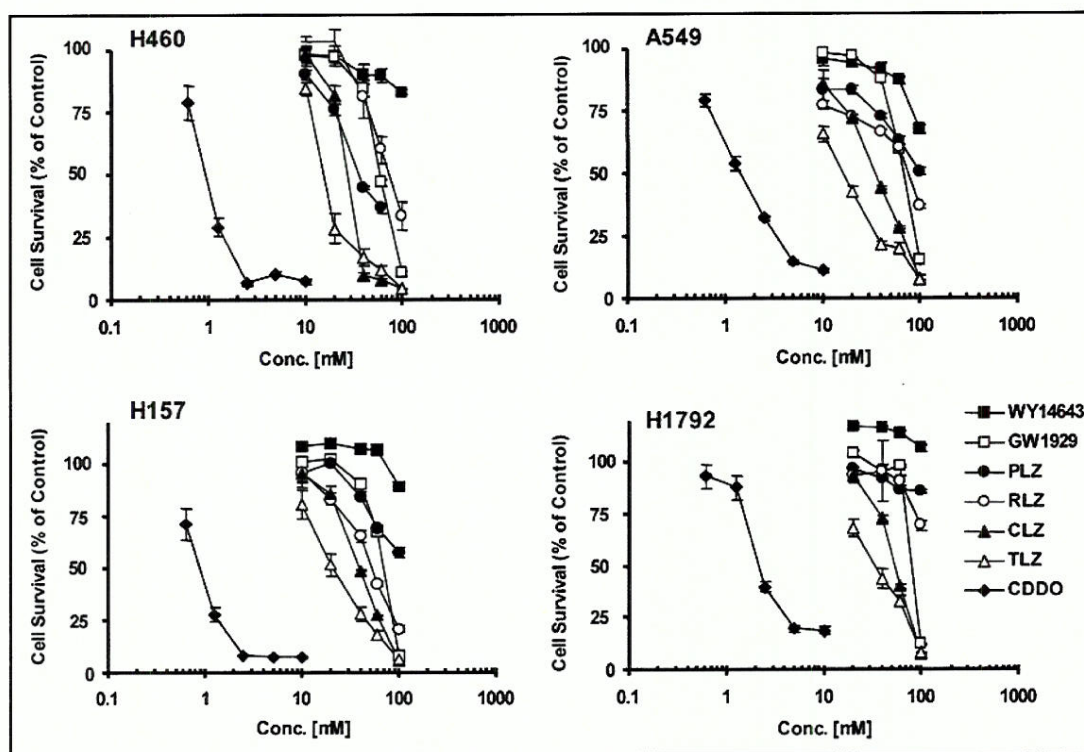 H460
Cell Survival (% of Control)
100
75
50
25
0
0.1 1 10 100 1000
Conc. [mM]
A549
Cell Survival (% of Control)
100
75
50
25
0
0.1 1 10 100 1000
Conc. [mM]
H157
Cell Survival (% of Control)
100
75
50
25
0
0.1 1 10 100 1000
Conc. [mM]
H1792
Cell Survival (% of Control)
100
75
50
25
0
0.1 1 10 100 1000
Conc. [mM]
WY14643
GW1929
PLZ
RLZ
CLZ
TLZ
CDDO